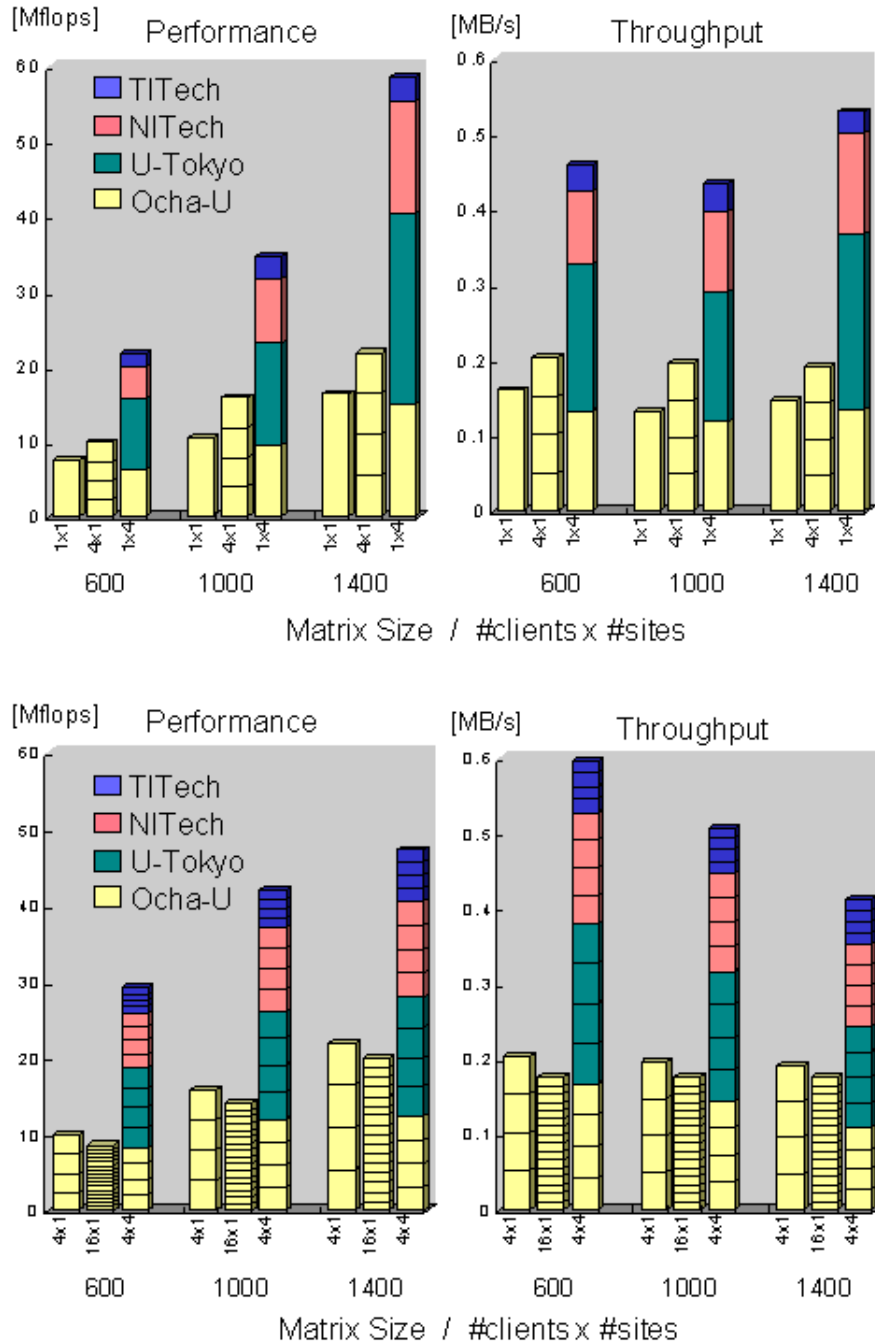 [Mflops] Performance
60
50
40
30
20
10
0
TITech
NITech
U-Tokyo
Ocha-U
1x1 4x1 1x4 1x1 4x1 1x4 1x1 4x1 1x4
600 1000 1400
[MB/s] Throughput
0.6
0.5
0.4
0.3
0.2
0.1
0
1x1 4x1 1x4 1x1 4x1 1x4 1x1 4x1 1x4
600 1000 1400
Matrix Size / #clients x #sites
[Mflops] Performance
60
50
40
30
20
10
0
TITech
NITech
U-Tokyo
Ocha-U
4x1 16x1 4x4 4x1 16x1 4x4 4x1 16x1 4x4
600 1000 1400
[MB/s] Throughput
0.6
0.5
0.4
0.3
0.2
0.1
0
4x1 16x1 4x4 4x1 16x1 4x4 4x1 16x1 4x4
600 1000 1400
Matrix Size / #clients x #sites